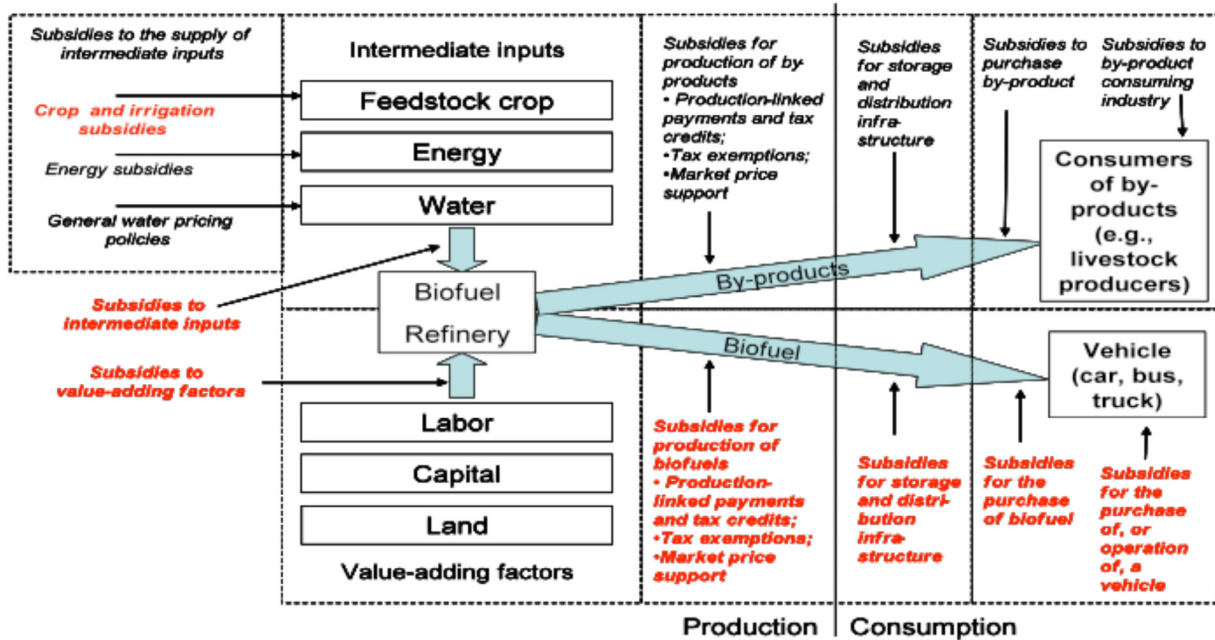 Subsidies to the supply of
intermediate inputs
Crop and irrigation
subsidies
Energy subsidies
General water pricing
policies
Intermediate inputs
Feedstock crop
Energy
Water
Subsidies to
intermediate inputs
Biofuel
Refinery
Subsidies to
value-adding factors
Labor
Capital
Land
Value-adding factors
Subsidies for
production of by-
products
• Production-linked
payments and tax
credits;
•Tax exemptions;
•Market price
support
Subsidies
for storage
and
distribution
infra-
structure
Subsidies to
purchase
by-product
Subsidies to
by-product
consuming
industry
By-products
Consumers
of by-
products
(e.g.,
livestock
producers)
Biofuel
Vehicle
(car, bus,
truck)
Subsidies for
production of
biofuels
• Production-
linked payments
and tax credits;
•Tax exemptions;
•Market price
support
Subsidies
for storage
and distri-
bution
infra-
structure
Subsidies
for the
purchase
of biofuel
Subsidies
for the
purchase
of, or
operation
of, a
vehicle
Production
Consumption